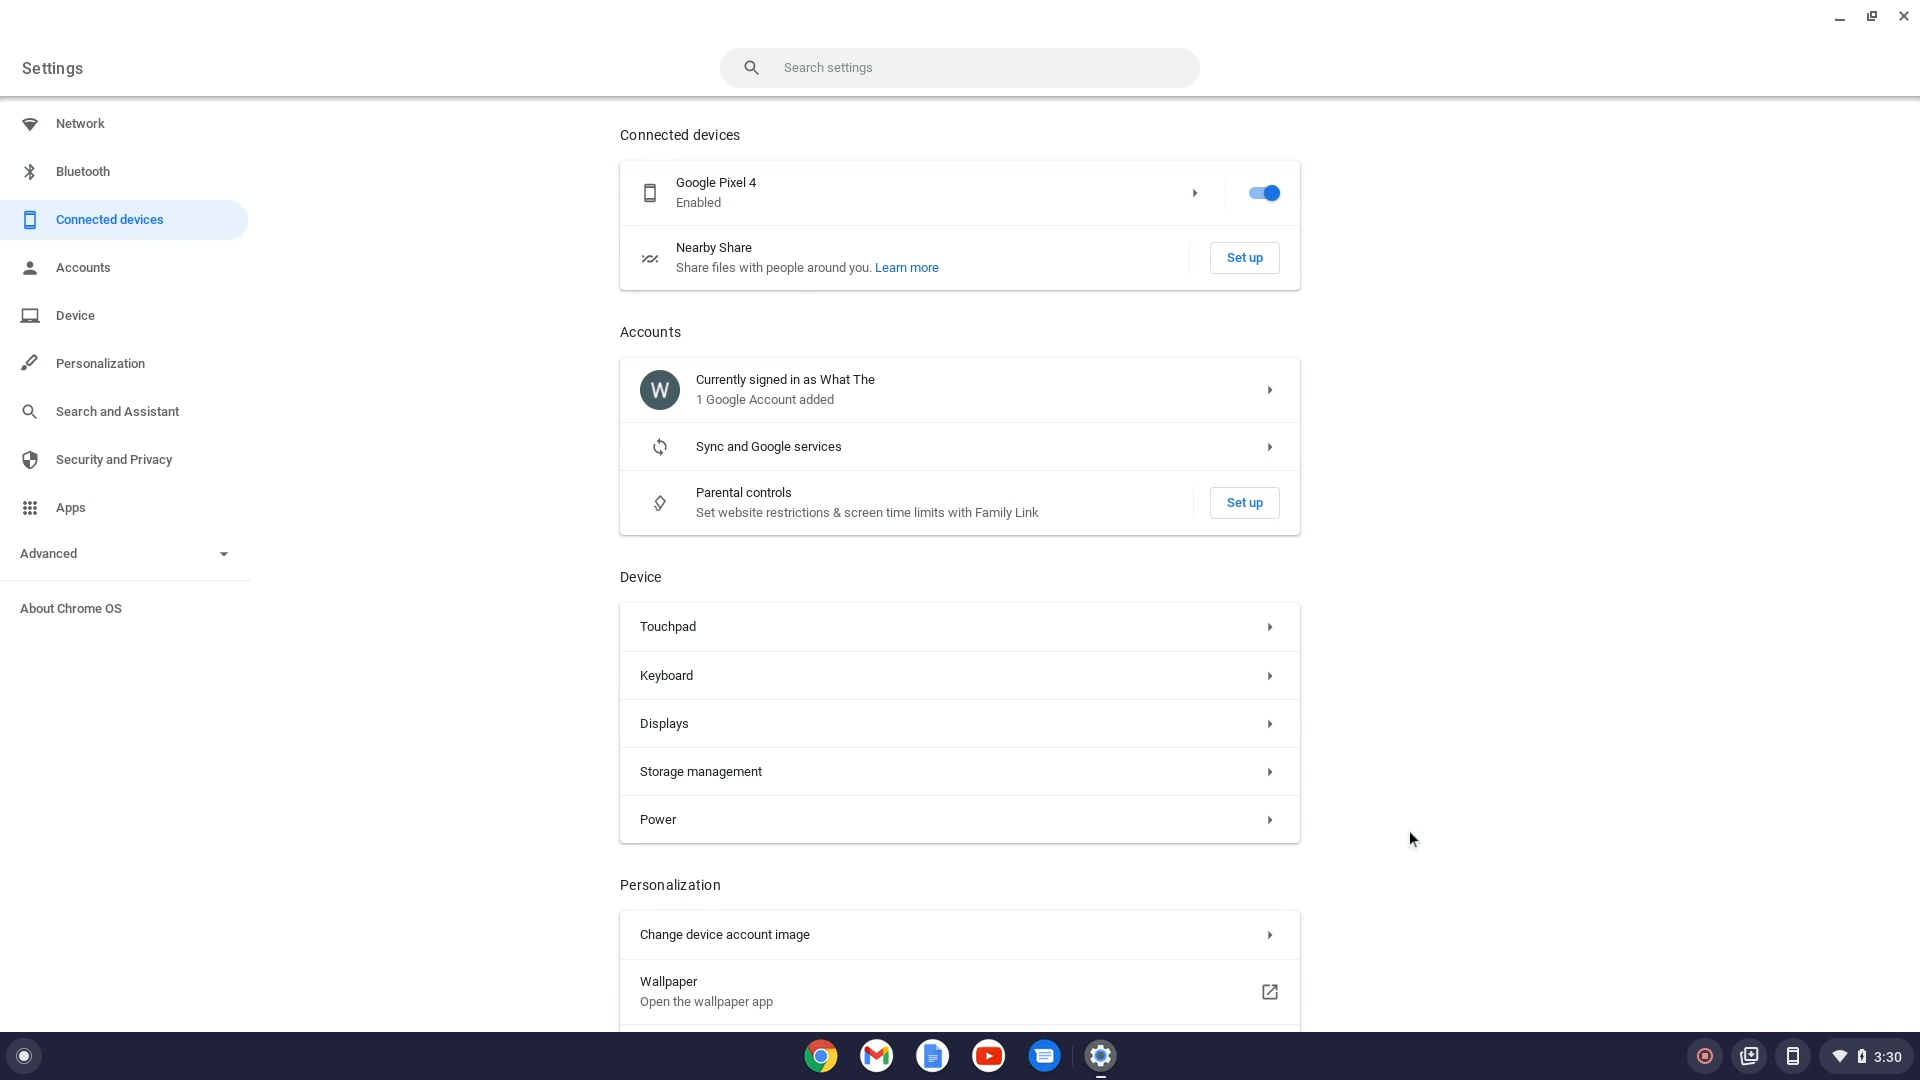 Settings
Search settings
Network
Bluetooth
Connected devices
Accounts
Device
Personalization
Search and Assistant
Security and Privacy
Apps
Advanced
About Chrome OS
Connected devices
Google Pixel 4
Enabled
Nearby Share
Share files with people around you. Learn more
Set up
Accounts
W
Currently signed in as What The
1 Google Account added
Sync and Google services
Parental controls
Set website restrictions & screen time limits with Family Link
Set up
Device
Touchpad
Keyboard
Displays
Storage management
Power
Personalization
Change device account image
Wallpaper
Open the wallpaper app
3:30